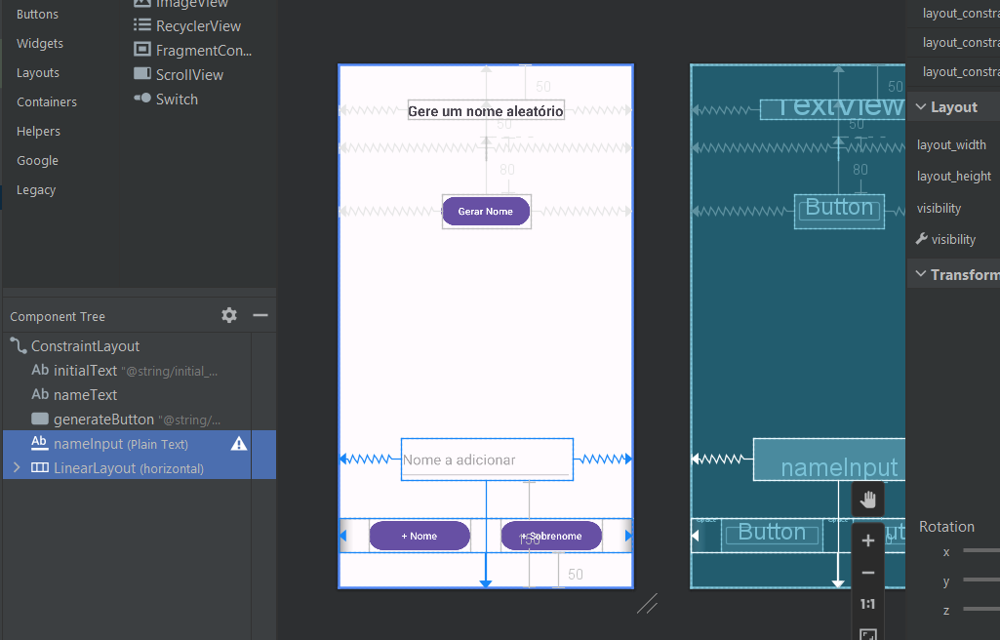 Buttons
Widgets
Layouts
Containers
Helpers
Google
Legacy
ImageView
RecyclerView
FragmentCon...
ScrollView
Switch
Component Tree
ConstraintLayout
Ab initialText "@string/initial_...
Ab nameText
generateButton "@string/...
Ab nameInput (Plain Text)
LinearLayout (horizontal)
50
Gere um nome aleatório
50
80
Gerar Nome
Nome a adicionar
+ Nome
+ Sobrenome
150
50
50
TextView
50
80
Button
nameInput
Button
ut
1:1
layout_constra
layout_constra
layout_constra
Layout
layout_width
layout_height
visibility
visibility
Transform
Rotation
x
y
z